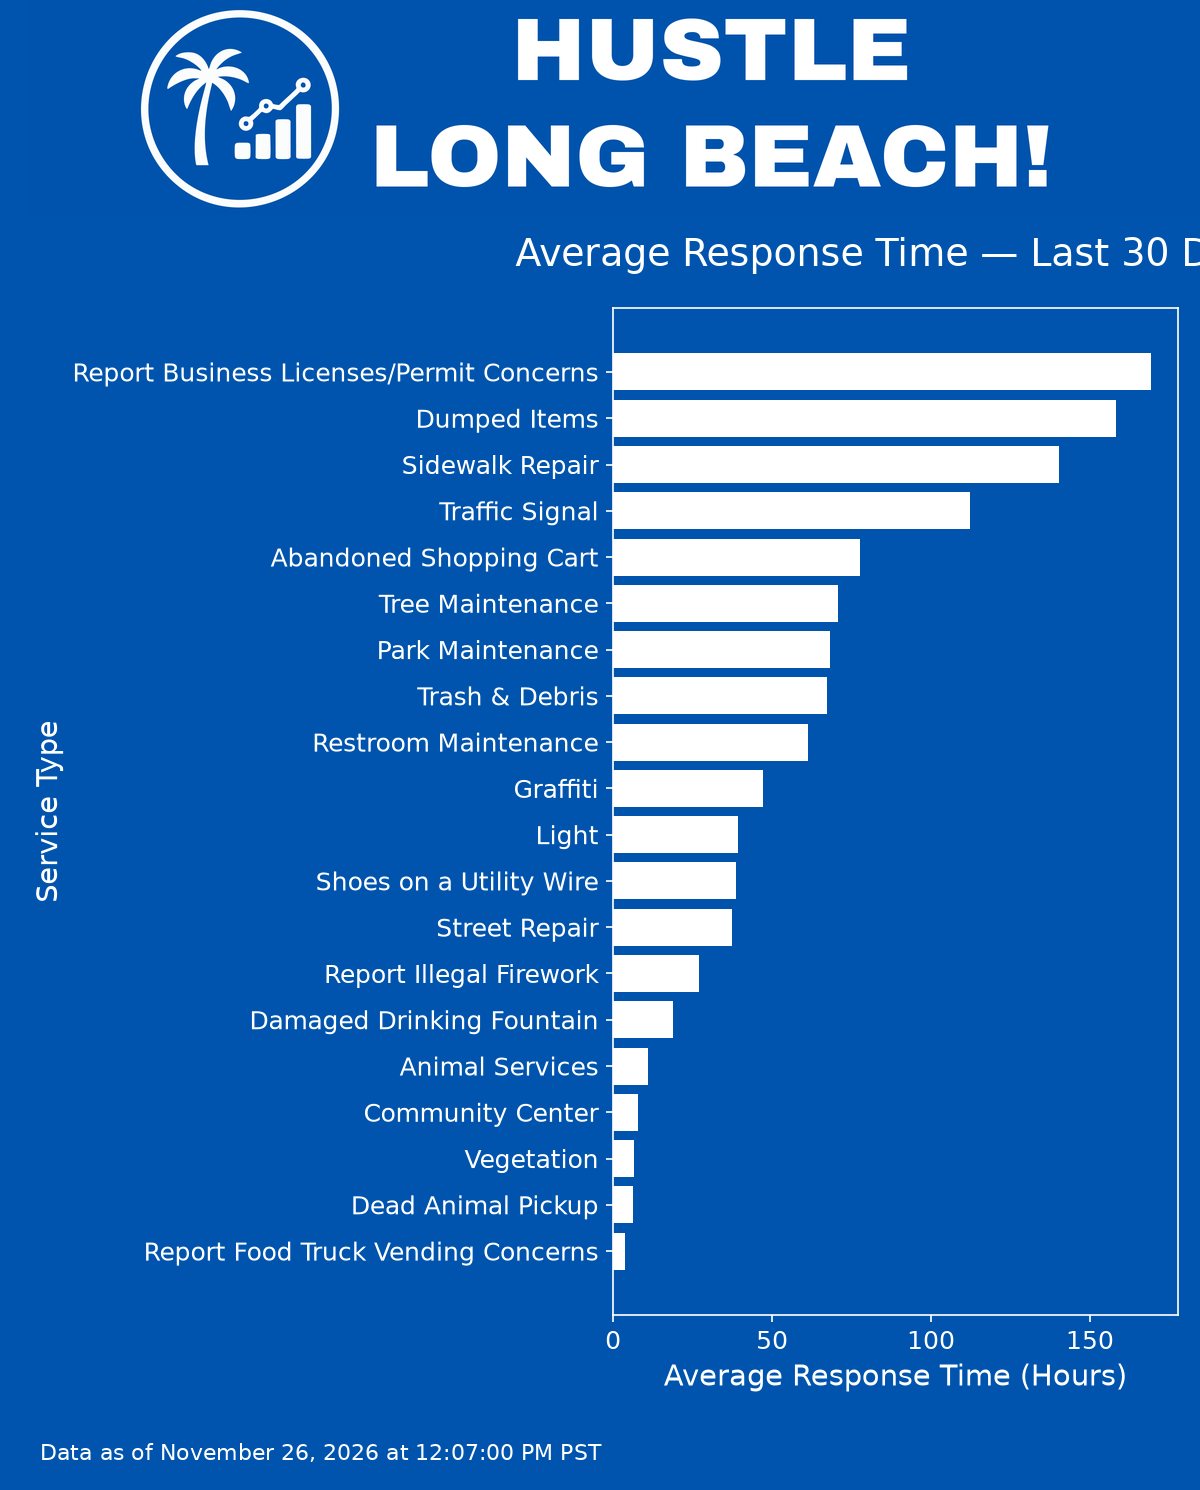 HUSTLE
LONG BEACH!
Average Response Time — Last 30 D
Report Business Licenses/Permit Concerns
Dumped Items
Sidewalk Repair
Traffic Signal
Abandoned Shopping Cart
Tree Maintenance
Park Maintenance
Trash & Debris
Restroom Maintenance
Graffiti
Light
Shoes on a Utility Wire
Street Repair
Report Illegal Firework
Damaged Drinking Fountain
Animal Services
Community Center
Vegetation
Dead Animal Pickup
Report Food Truck Vending Concerns
Service Type
0 50 100 150
Average Response Time (Hours)
Data as of November 26, 2026 at 12:07:00 PM PST